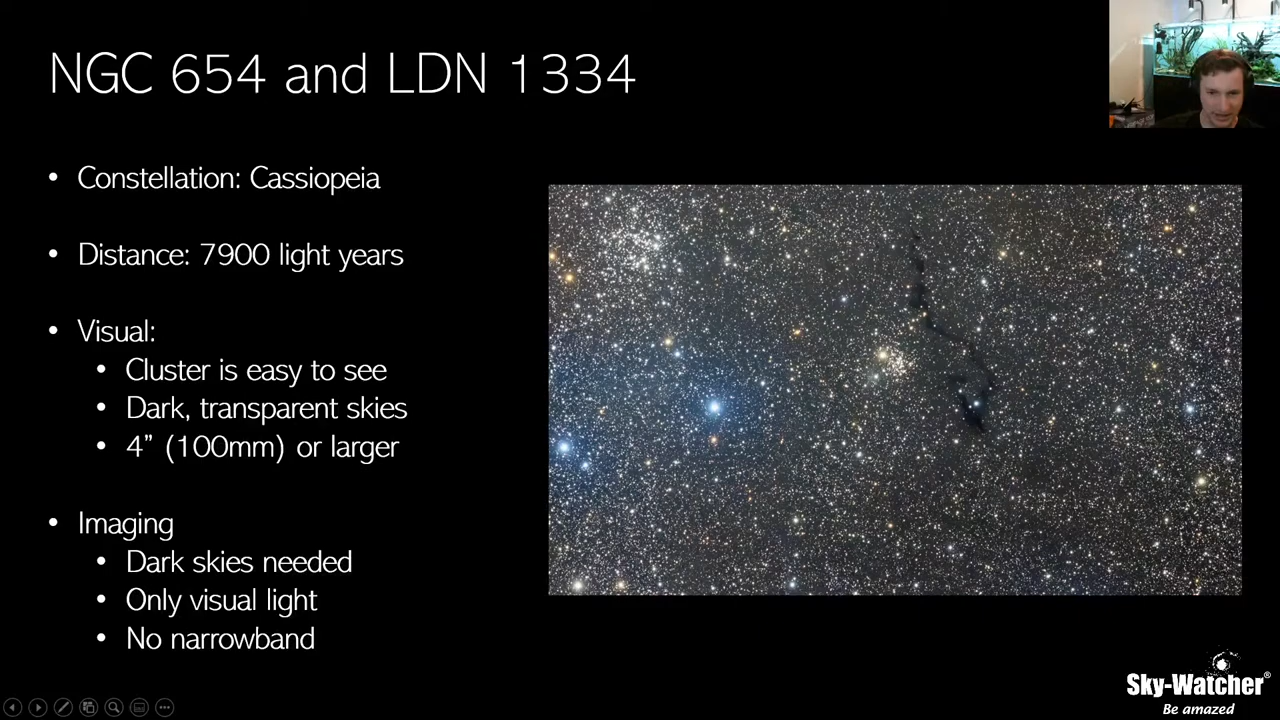 NGC 654 and LDN 1334
• Constellation: Cassiopeia
• Distance: 7900 light years
• Visual:
• Cluster is easy to see
• Dark, transparent skies
• 4” (100mm) or larger
• Imaging
• Dark skies needed
• Only visual light
• No narrowband
Sky-Watcher®
Be amazed